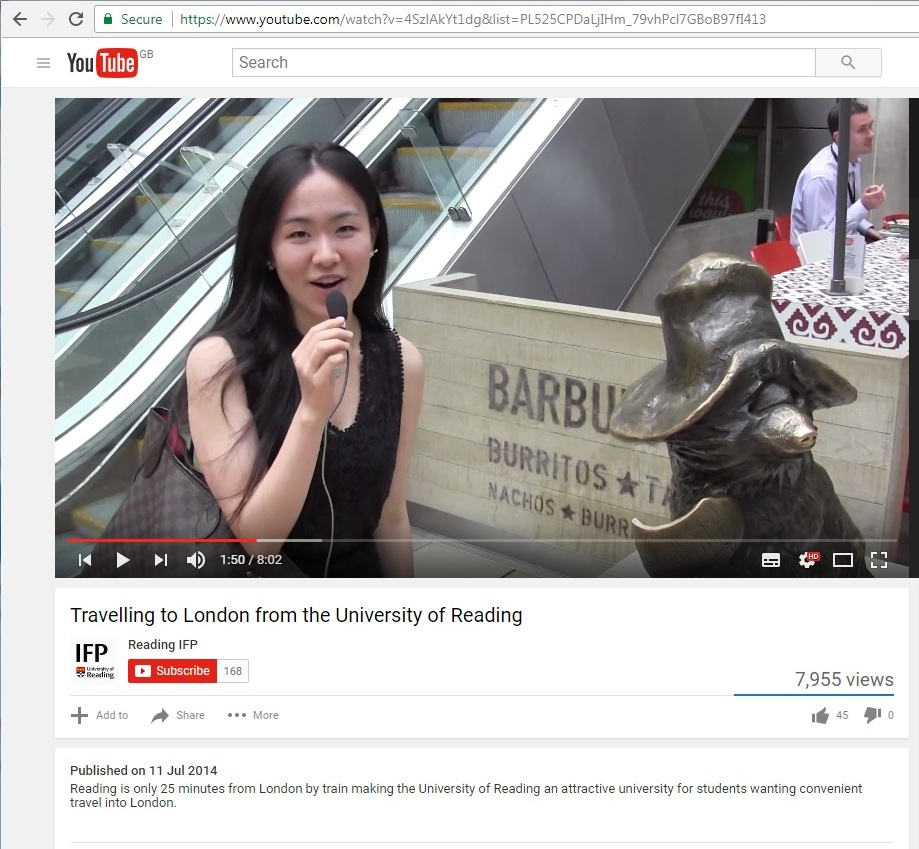 Secure https://www.youtube.com/watch?v=4SzlAkYt1dg&list=PL525CPDaLjIHm_79vhPcl7GBoB97fI413
YouTube GB
Search
this
way
BARBU
BURRITOS ★ TA
NACHOS ★ BURR
1:50 / 8:02
HD
Travelling to London from the University of Reading
IFP
University of
Reading
Reading IFP
Subscribe 168
7,955 views
Add to Share More 45 0
Published on 11 Jul 2014
Reading is only 25 minutes from London by train making the University of Reading an attractive university for students wanting convenient
travel into London.